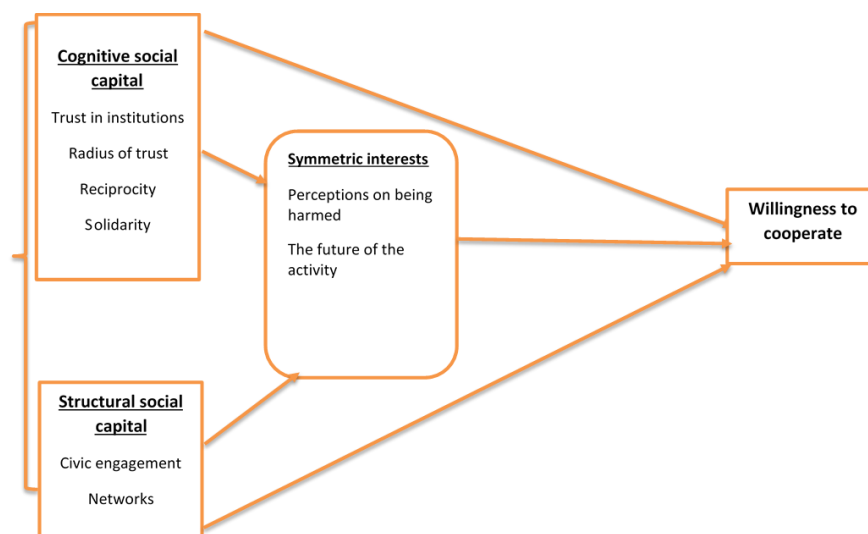 Cognitive social
capital
Trust in institutions
Radius of trust
Reciprocity
Solidarity
Symmetric interests
Perceptions on being
harmed
The future of the
activity
Willingness to
cooperate
Structural social
capital
Civic engagement
Networks